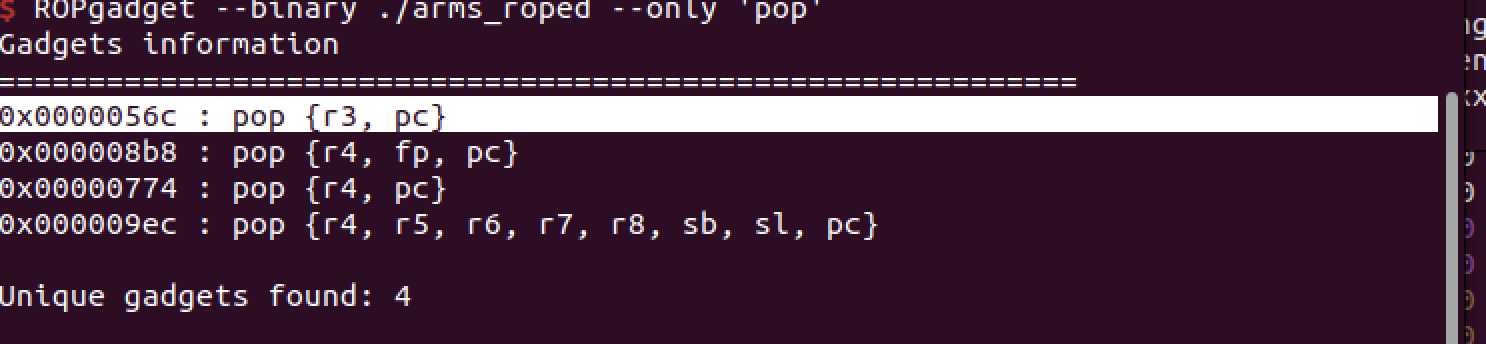 $ ROPgadget --binary ./arms_roped --only 'pop'
Gadgets information
============================================================
0x0000056c : pop {r3, pc}
0x000008b8 : pop {r4, fp, pc}
0x00000774 : pop {r4, pc}
0x000009ec : pop {r4, r5, r6, r7, r8, sb, sl, pc}
Unique gadgets found: 4